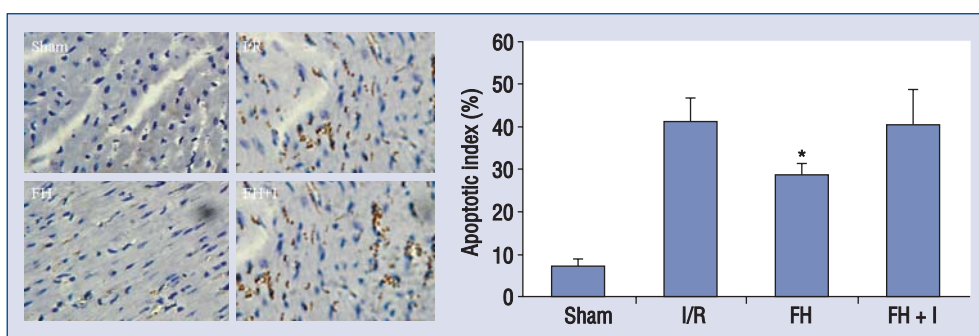 Sham
I/R
FH
FH+I
Apoptotic index (%)
60
50
40
30
20
10
0
*
Sham
I/R
FH
FH + I